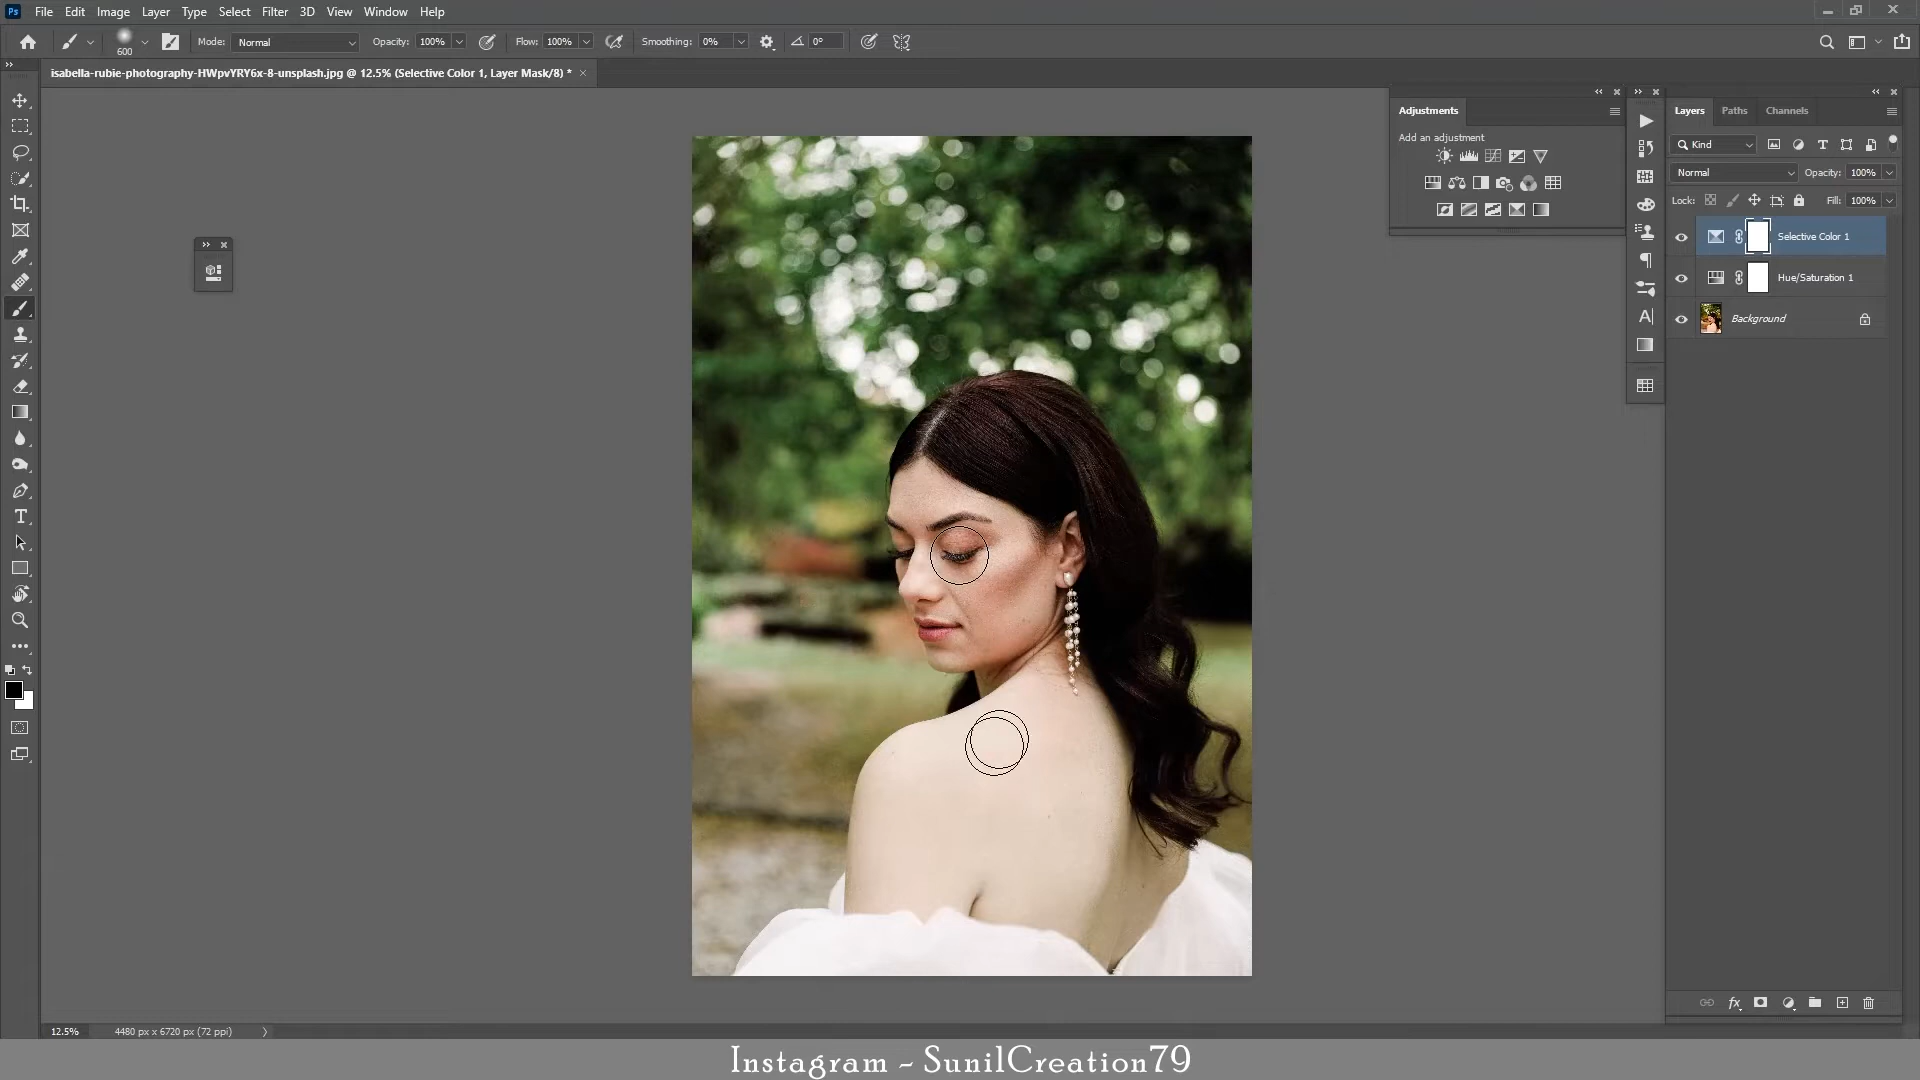 Ps File Edit Image Layer Type Select Filter 3D View Window Help
600 Mode: Normal Opacity: 100% Flow: 100% Smoothing: 0% 0°
isabella-rubie-photography-HWpvYRY6x-8-unsplash.jpg @ 12.5% (Selective Color 1, Layer Mask/8) *
Adjustments
Add an adjustment
Layers Paths Channels
Kind
Normal Opacity: 100%
Lock: Fill: 100%
Selective Color 1
Hue/Saturation 1
Background
12.5% 4480 px x 6720 px (72 ppi)
Instagram - SunilCreation79